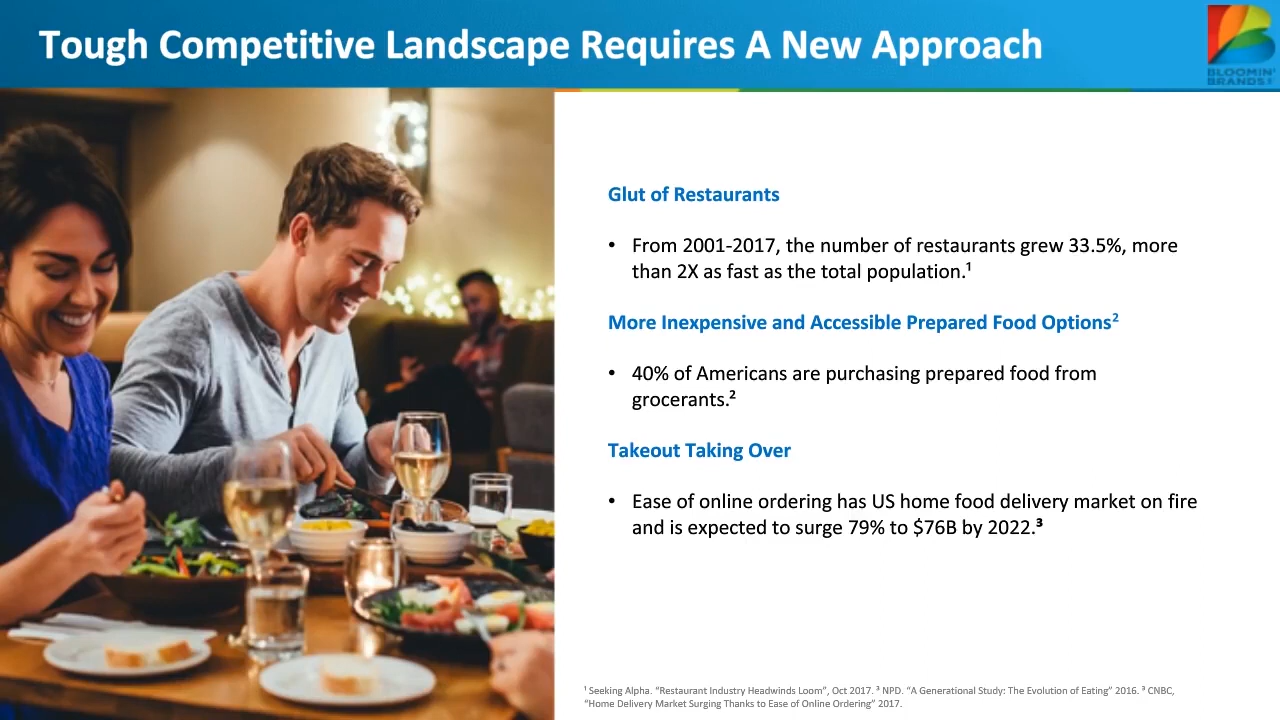 Tough Competitive Landscape Requires A New Approach
BLOOMIN'
BRANDS
Glut of Restaurants
• From 2001-2017, the number of restaurants grew 33.5%, more
than 2X as fast as the total population.¹
More Inexpensive and Accessible Prepared Food Options²
• 40% of Americans are purchasing prepared food from
grocerants.²
Takeout Taking Over
• Ease of online ordering has US home food delivery market on fire
and is expected to surge 79% to $76B by 2022.³
¹ Seeking Alpha. “Restaurant Industry Headwinds Loom”, Oct 2017. ³ NPD. “A Generational Study: The Evolution of Eating” 2016. ³ CNBC,
“Home Delivery Market Surging Thanks to Ease of Online Ordering” 2017.